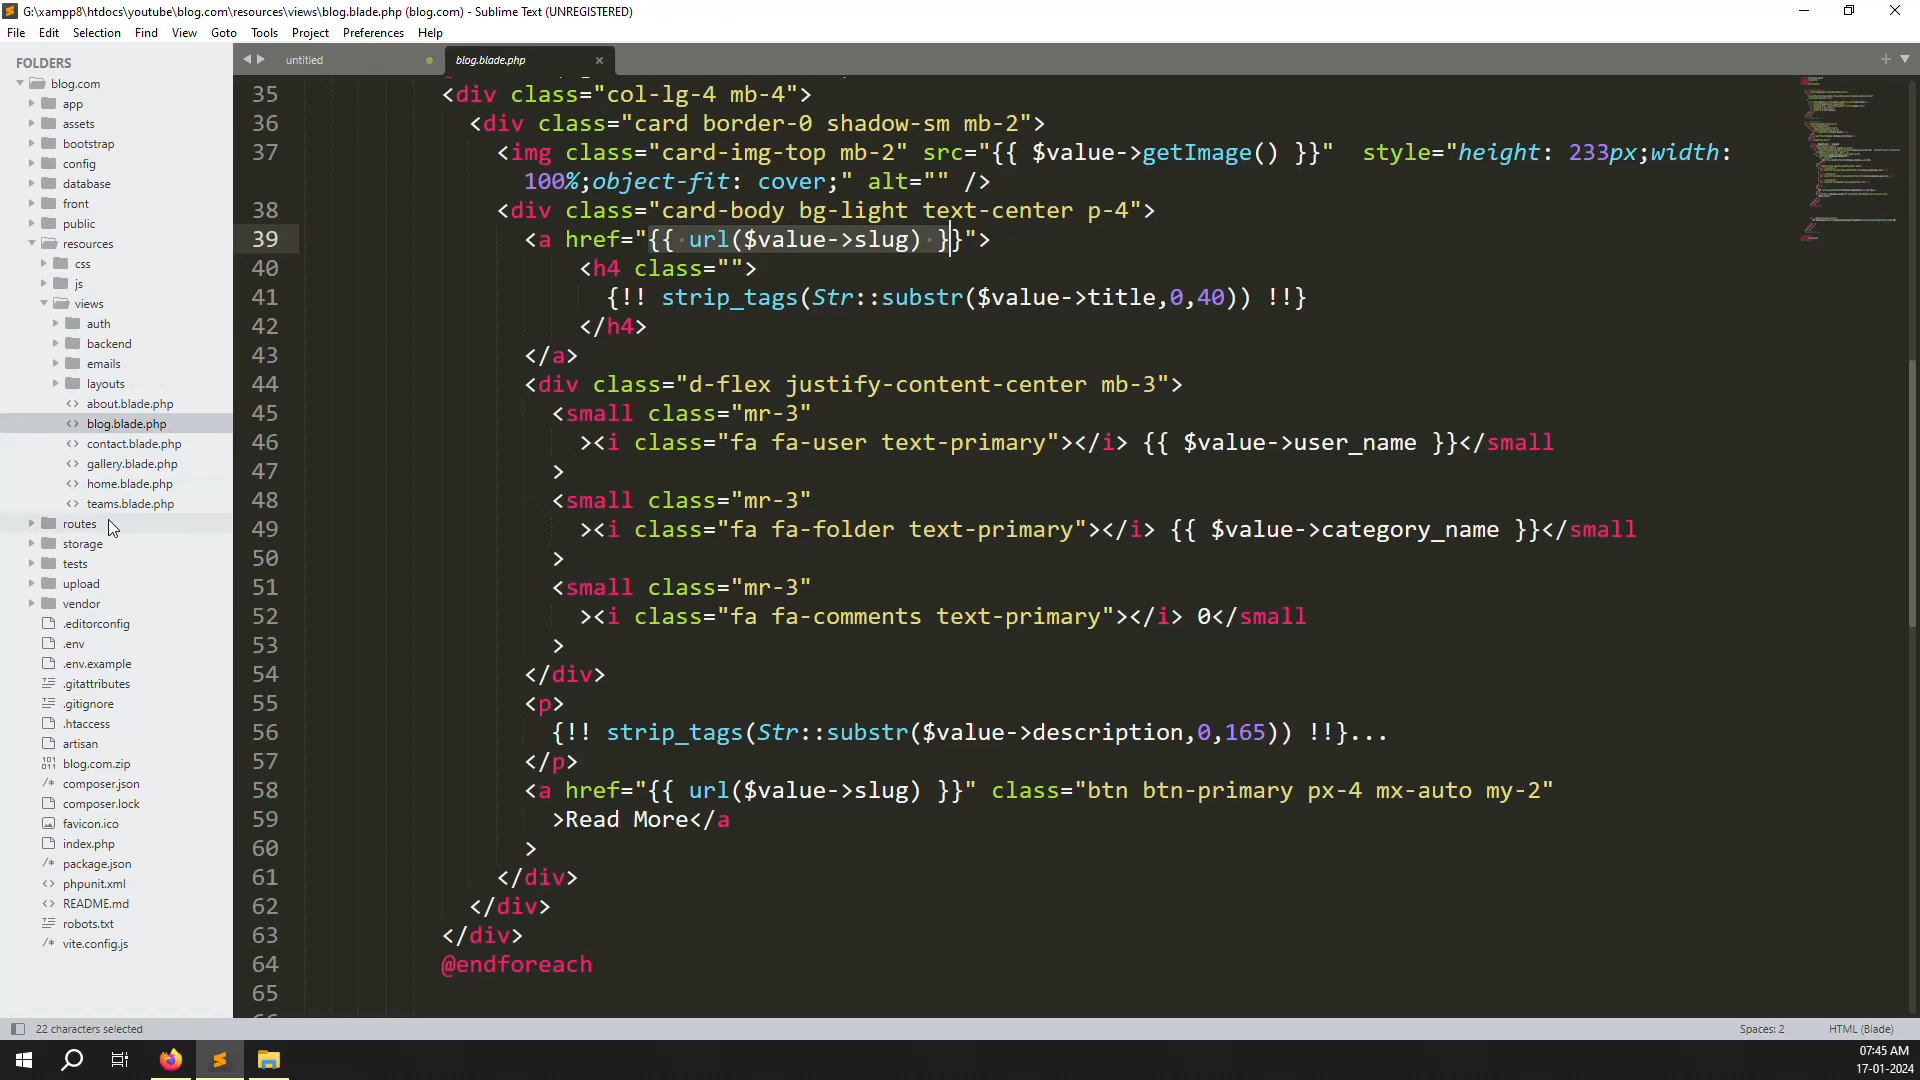 G:\xampp8\htdocs\youtube\blog.com\resources\views\blog.blade.php (blog.com) - Sublime Text (UNREGISTERED)
File Edit Selection Find View Goto Tools Project Preferences Help
FOLDERS
blog.com
app
assets
bootstrap
config
database
front
public
resources
css
js
views
auth
backend
emails
layouts
about.blade.php
blog.blade.php
contact.blade.php
gallery.blade.php
home.blade.php
teams.blade.php
routes
storage
tests
upload
vendor
.editorconfig
.env
.env.example
.gitattributes
.gitignore
.htaccess
artisan
blog.com.zip
composer.json
composer.lock
favicon.ico
index.php
package.json
phpunit.xml
README.md
robots.txt
vite.config.js
untitled
blog.blade.php
35 <div class="col-lg-4 mb-4">
36 <div class="card border-0 shadow-sm mb-2">
37 <img class="card-img-top mb-2" src="{{ $value->getImage() }}"  style="height: 233px;width:
100%;object-fit: cover;" alt="" />
38 <div class="card-body bg-light text-center p-4">
39 <a href="{{ url($value->slug) }}">
40 <h4 class="">
41 {!! strip_tags(Str::substr($value->title,0,40)) !!}
42 </h4>
43 </a>
44 <div class="d-flex justify-content-center mb-3">
45 <small class="mr-3"
46 ><i class="fa fa-user text-primary"></i> {{ $value->user_name }}</small
47 >
48 <small class="mr-3"
49 ><i class="fa fa-folder text-primary"></i> {{ $value->category_name }}</small
50 >
51 <small class="mr-3"
52 ><i class="fa fa-comments text-primary"></i> 0</small
53 >
54 </div>
55 <p>
56 {!! strip_tags(Str::substr($value->description,0,165)) !!}...
57 </p>
58 <a href="{{ url($value->slug) }}" class="btn btn-primary px-4 mx-auto my-2"
59 >Read More</a
60 >
61 </div>
62 </div>
63 </div>
64 @endforeach
65
22 characters selected
Spaces: 2
HTML (Blade)
07:45 AM
17-01-2024